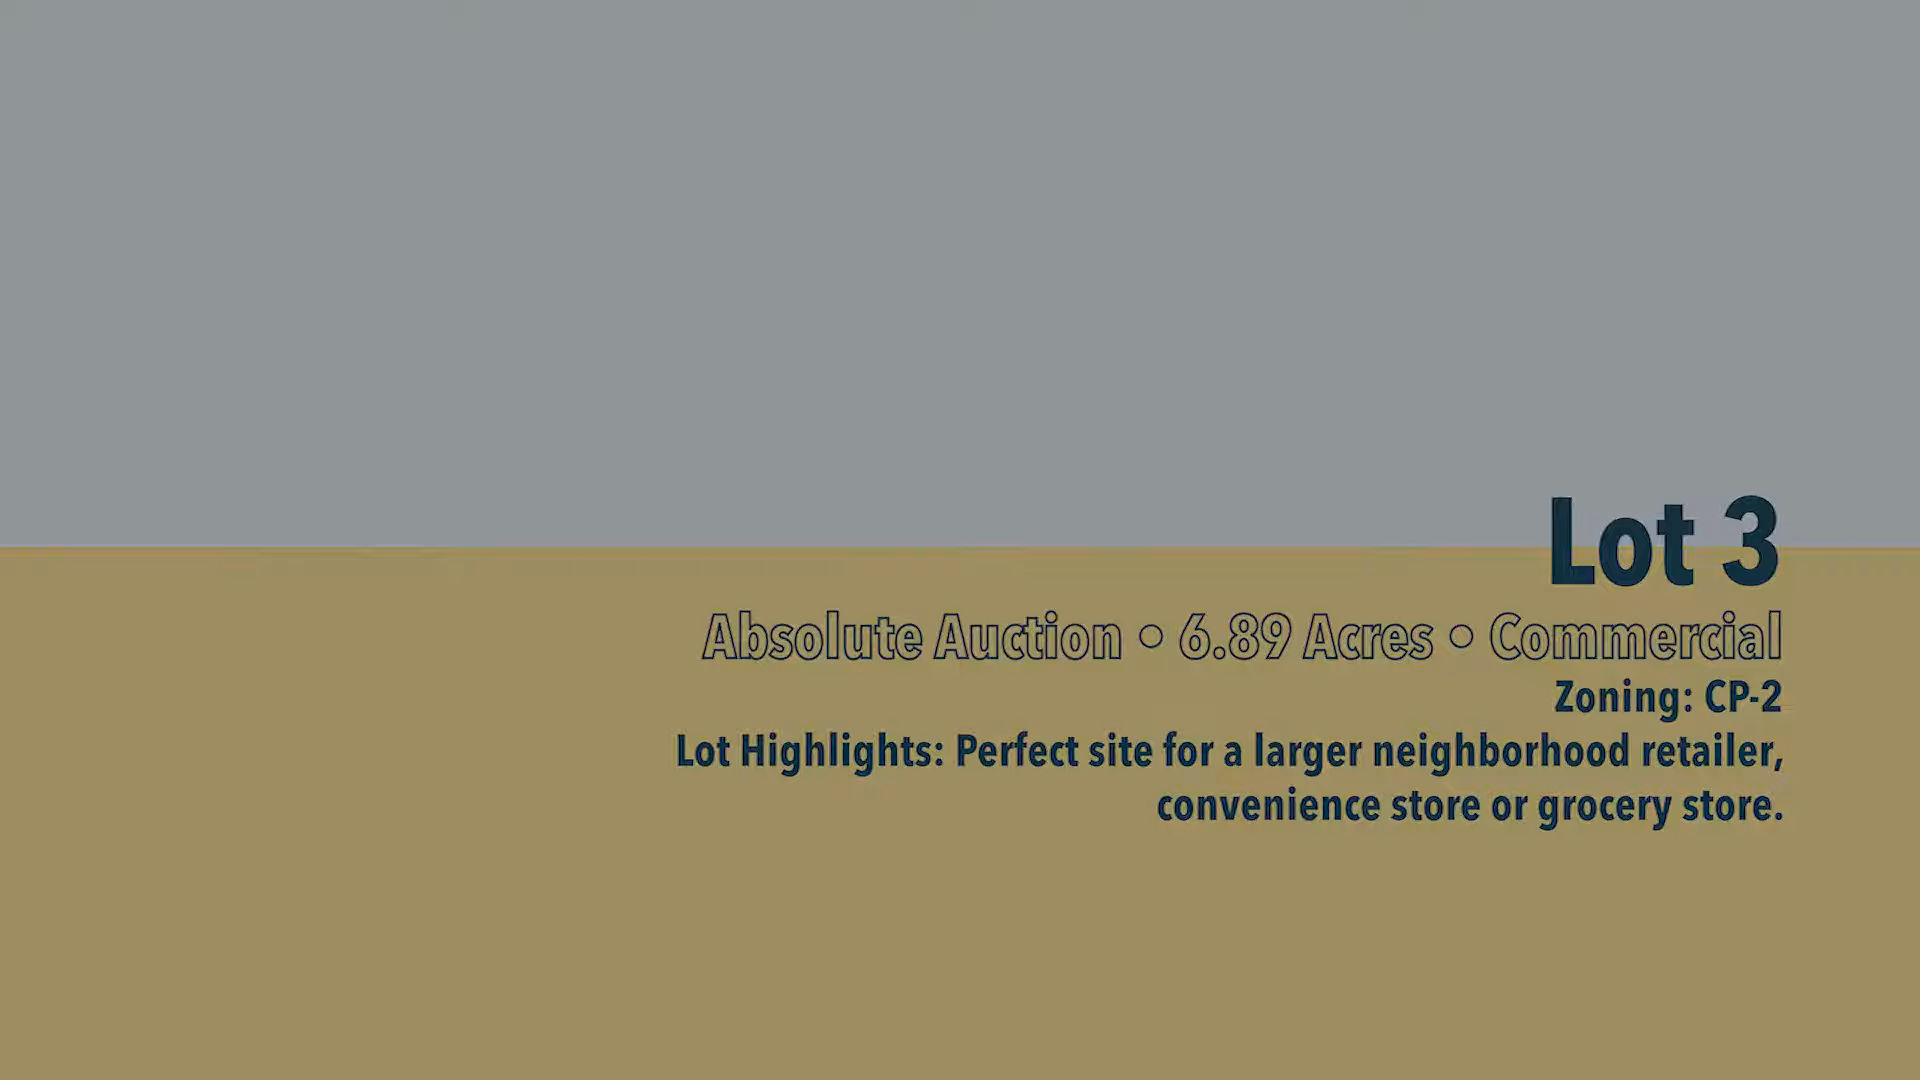 Lot 3
Absolute Auction • 6.89 Acres • Commercial
Zoning: CP-2
Lot Highlights: Perfect site for a larger neighborhood retailer,
convenience store or grocery store.